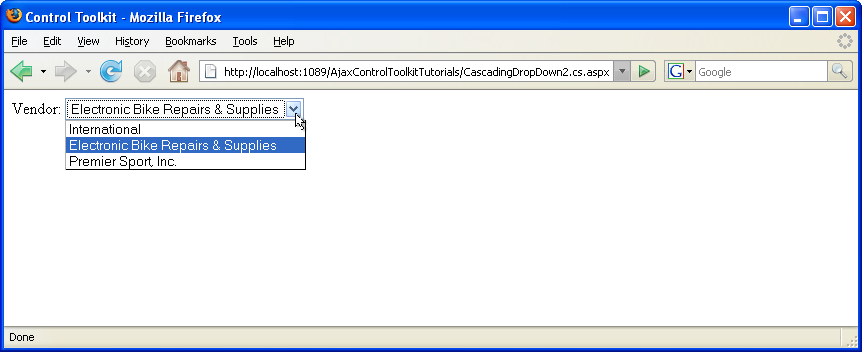 Control Toolkit - Mozilla Firefox
File Edit View History Bookmarks Tools Help
http://localhost:1089/AjaxControlToolkitTutorials/CascadingDropDown2.cs.aspx G Google
Vendor: Electronic Bike Repairs & Supplies
International
Electronic Bike Repairs & Supplies
Premier Sport, Inc.
Done